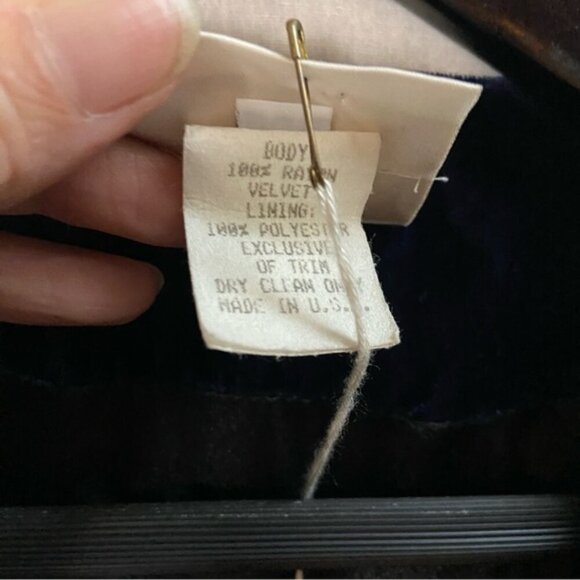 BODY:
100% RAYON
VELVET
LINING:
100% POLYESTER
EXCLUSIVE
OF TRIM
DRY CLEAN ONLY
MADE IN U.S.A.